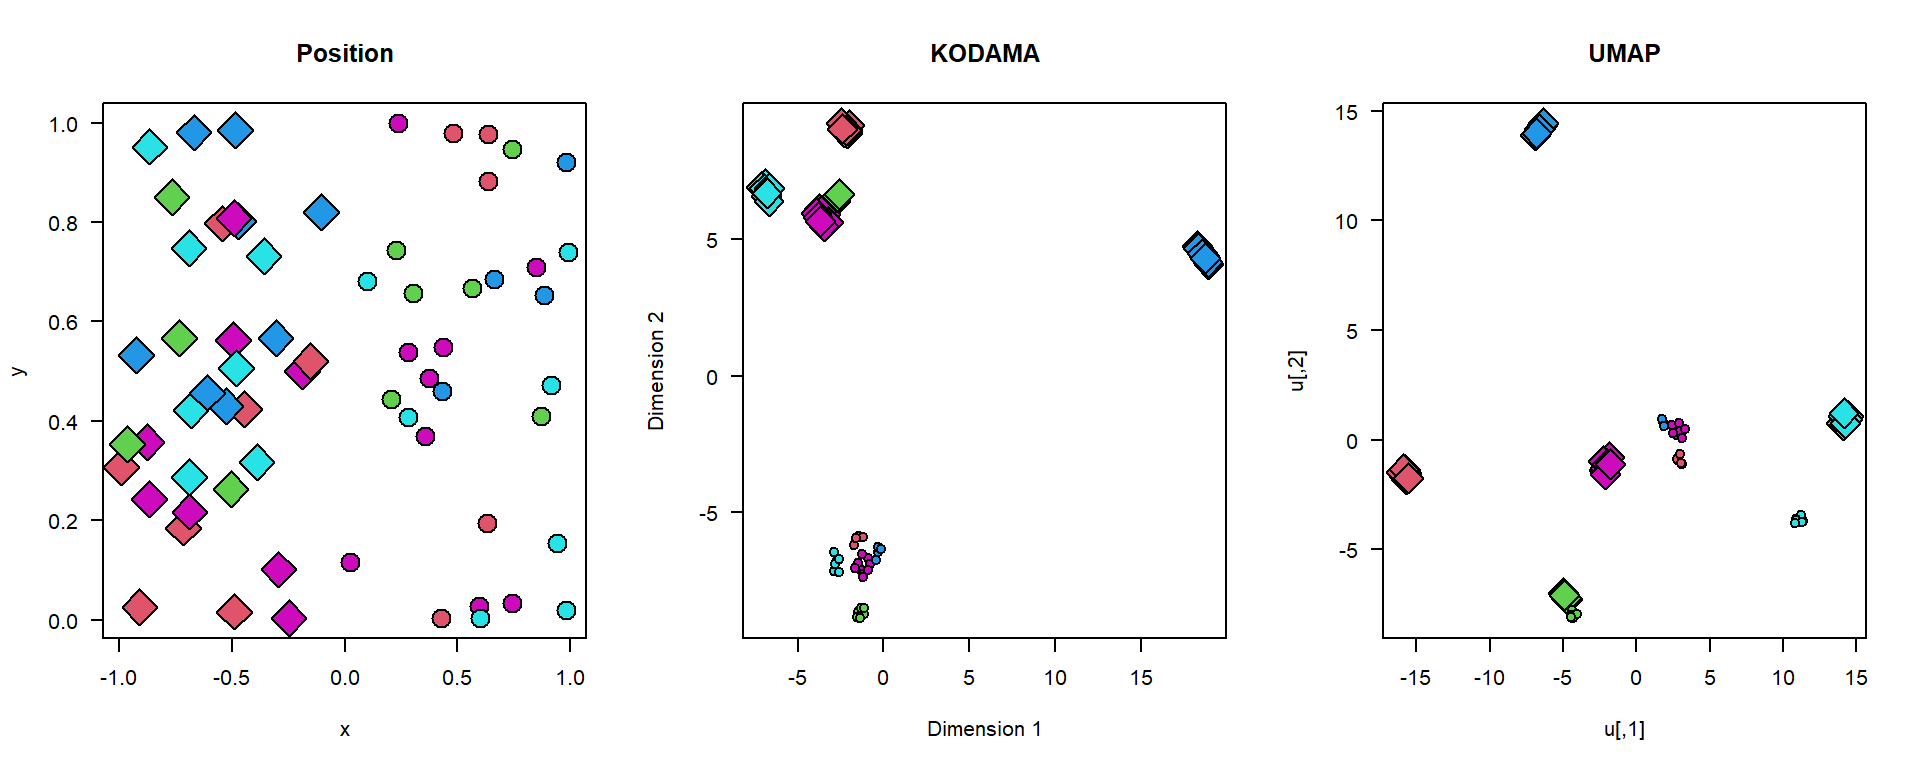 Position
1.0
0.8
0.6
0.4
0.2
0.0
y
-1.0 -0.5 0.0 0.5 1.0
x
KODAMA
5
0
-5
Dimension 2
-5 0 5 10 15
Dimension 1
UMAP
15
10
5
0
-5
u[,2]
-15 -10 -5 0 5 10 15
u[,1]